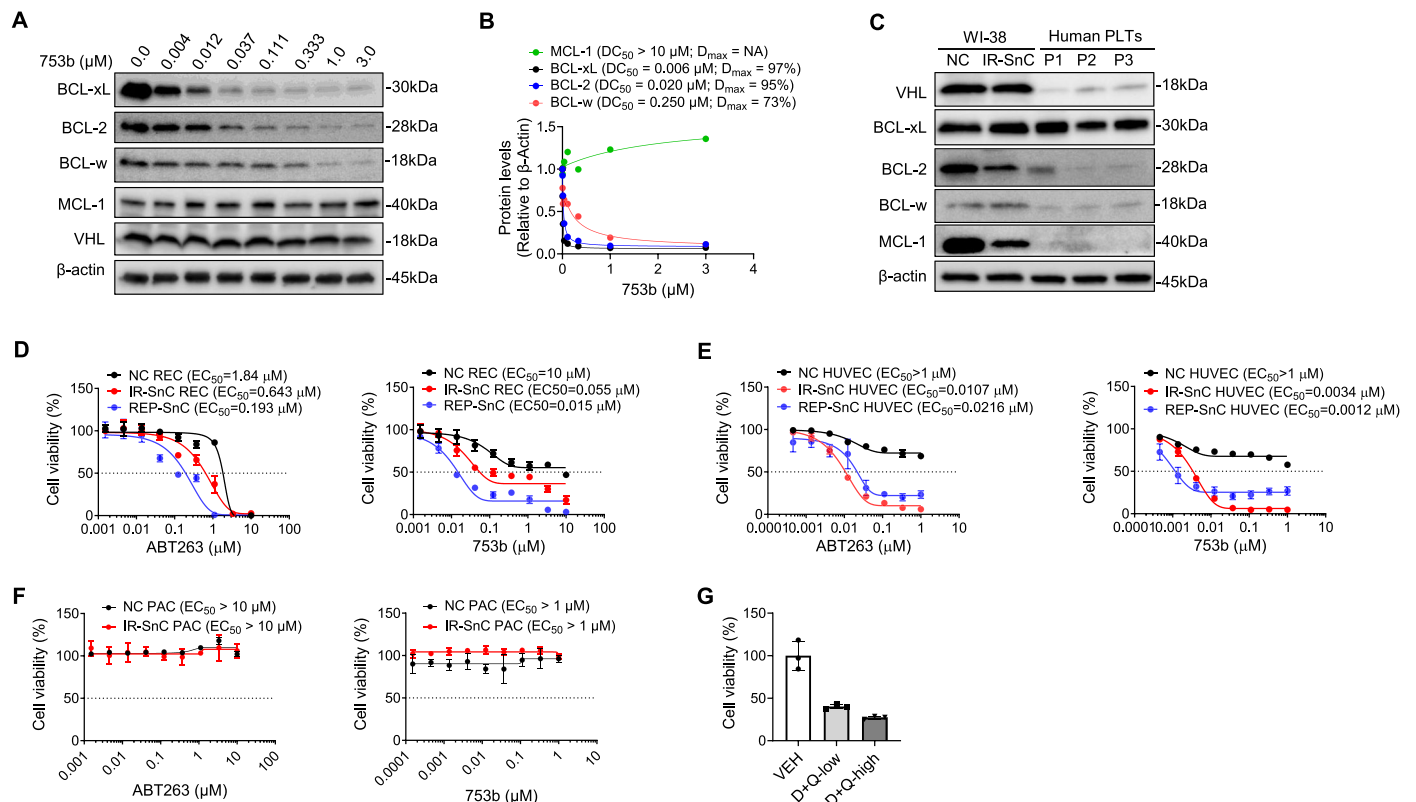 A
753b (µM)
0.0
0.004
0.012
0.037
0.111
0.333
1.0
3.0
BCL-xL
-30kDa
BCL-2
-28kDa
BCL-w
-18kDa
MCL-1
-40kDa
VHL
-18kDa
β-actin
-45kDa
B
MCL-1 (DC50 > 10 µM; Dmax = NA)
BCL-xL (DC50 = 0.006 µM; Dmax = 97%)
BCL-2 (DC50 = 0.020 µM; Dmax = 95%)
BCL-w (DC50 = 0.250 µM; Dmax = 73%)
Protein levels
(Relative to β-Actin)
1.5
1.0
0.5
0.0
0 1 2 3 4
753b (µM)
C
WI-38 Human PLTs
NC IR-SnC P1 P2 P3
VHL
-18kDa
BCL-xL
-30kDa
BCL-2
-28kDa
BCL-w
-18kDa
MCL-1
-40kDa
β-actin
-45kDa
D
NC REC (EC50=1.84 µM)
IR-SnC REC (EC50=0.643 µM)
REP-SnC (EC50=0.193 µM)
Cell viability (%)
150
100
50
0
0.001 0.01 0.1 1 10 100
ABT263 (µM)
NC REC (EC50=10 µM)
IR-SnC REC (EC50=0.055 µM)
REP-SnC (EC50=0.015 µM)
Cell viability (%)
150
100
50
0
0.001 0.01 0.1 1 10 100
753b (µM)
E
NC HUVEC (EC50>1 µM)
IR-SnC HUVEC (EC50=0.0107 µM)
REP-SnC HUVEC (EC50=0.0216 µM)
Cell viability (%)
150
100
50
0
0.0001 0.001 0.01 0.1 1 10
ABT263 (µM)
NC HUVEC (EC50>1 µM)
IR-SnC HUVEC (EC50=0.0034 µM)
REP-SnC HUVEC (EC50=0.0012 µM)
Cell viability (%)
150
100
50
0
0.0001 0.001 0.01 0.1 1 10
753b (µM)
F
NC PAC (EC50 > 10 µM)
IR-SnC PAC (EC50 > 10 µM)
Cell viability (%)
150
100
50
0
0.001 0.01 0.1 1 10 100
ABT263 (µM)
NC PAC (EC50 > 1 µM)
IR-SnC PAC (EC50 > 1 µM)
Cell viability (%)
150
100
50
0
0.0001 0.001 0.01 0.1 1 10
753b (µM)
G
Cell viability (%)
150
100
50
0
VEH
D+Q-low
D+Q-high